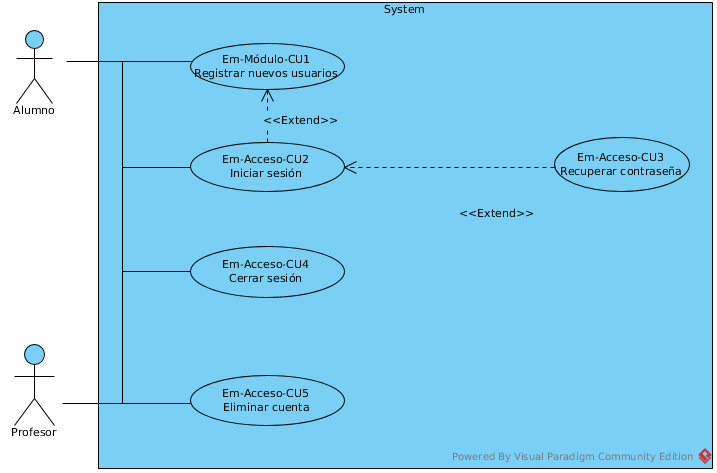 System
Alumno
Em-Módulo-CU1
Registrar nuevos usuarios
<<Extend>>
Em-Acceso-CU2
Iniciar sesión
Em-Acceso-CU3
Recuperar contraseña
<<Extend>>
Em-Acceso-CU4
Cerrar sesión
Profesor
Em-Acceso-CU5
Eliminar cuenta
Powered By Visual Paradigm Community Edition